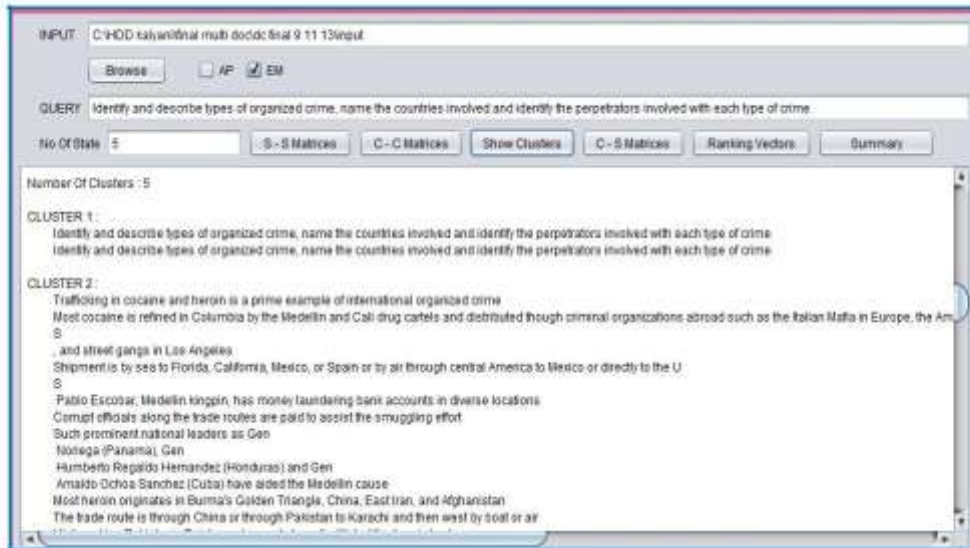 INPUT C:\HDD kalyani\final multi doc\dc final 9 11 13\input
Browse AP EM
QUERY Identify and describe types of organized crime, name the countries involved and identify the perpetrators involved with each type of crime
No Of State 5 S - S Matrices C - C Matrices Show Clusters C - S Matrices Ranking Vectors Summary
Number Of Clusters : 5
CLUSTER 1 :
Identify and describe types of organized crime, name the countries involved and identify the perpetrators involved with each type of crime
Identify and describe types of organized crime, name the countries involved and identify the perpetrators involved with each type of crime
CLUSTER 2 :
Trafficking in cocaine and heroin is a prime example of international organized crime
Most cocaine is refined in Columbia by the Medellin and Cali drug cartels and distributed though criminal organizations abroad such as the Italian Mafia in Europe, the Am
S
, and street gangs in Los Angeles
Shipment is by sea to Florida, California, Mexico, or Spain or by air through central America to Mexico or directly to the U
S
Pablo Escobar, Medellin kingpin, has money laundering bank accounts in diverse locations
Corrupt officials along the trade routes are paid to assist the smuggling effort
Such prominent national leaders as Gen
Noriega (Panama), Gen
Humberto Regaldo Hernandez (Honduras) and Gen
Arnaldo Ochoa Sanchez (Cuba) have aided the Medellin cause
Most heroin originates in Burma's Golden Triangle, China, East Iran, and Afghanistan
The trade route is through China or through Pakistan to Karachi and then west by boat or air